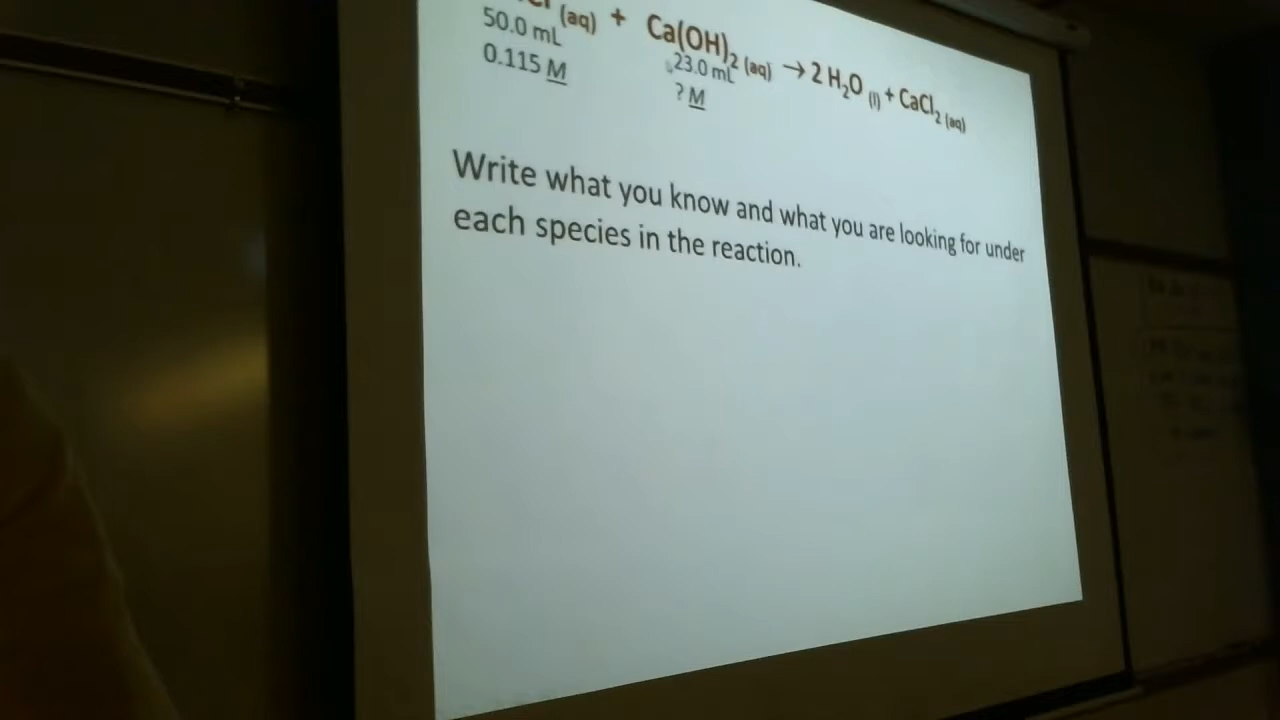 (aq) + Ca(OH)2 (aq) → 2 H2O (l) + CaCl2 (aq)
50.0 mL 23.0 mL
0.115 M ? M
Write what you know and what you are looking for under
each species in the reaction.